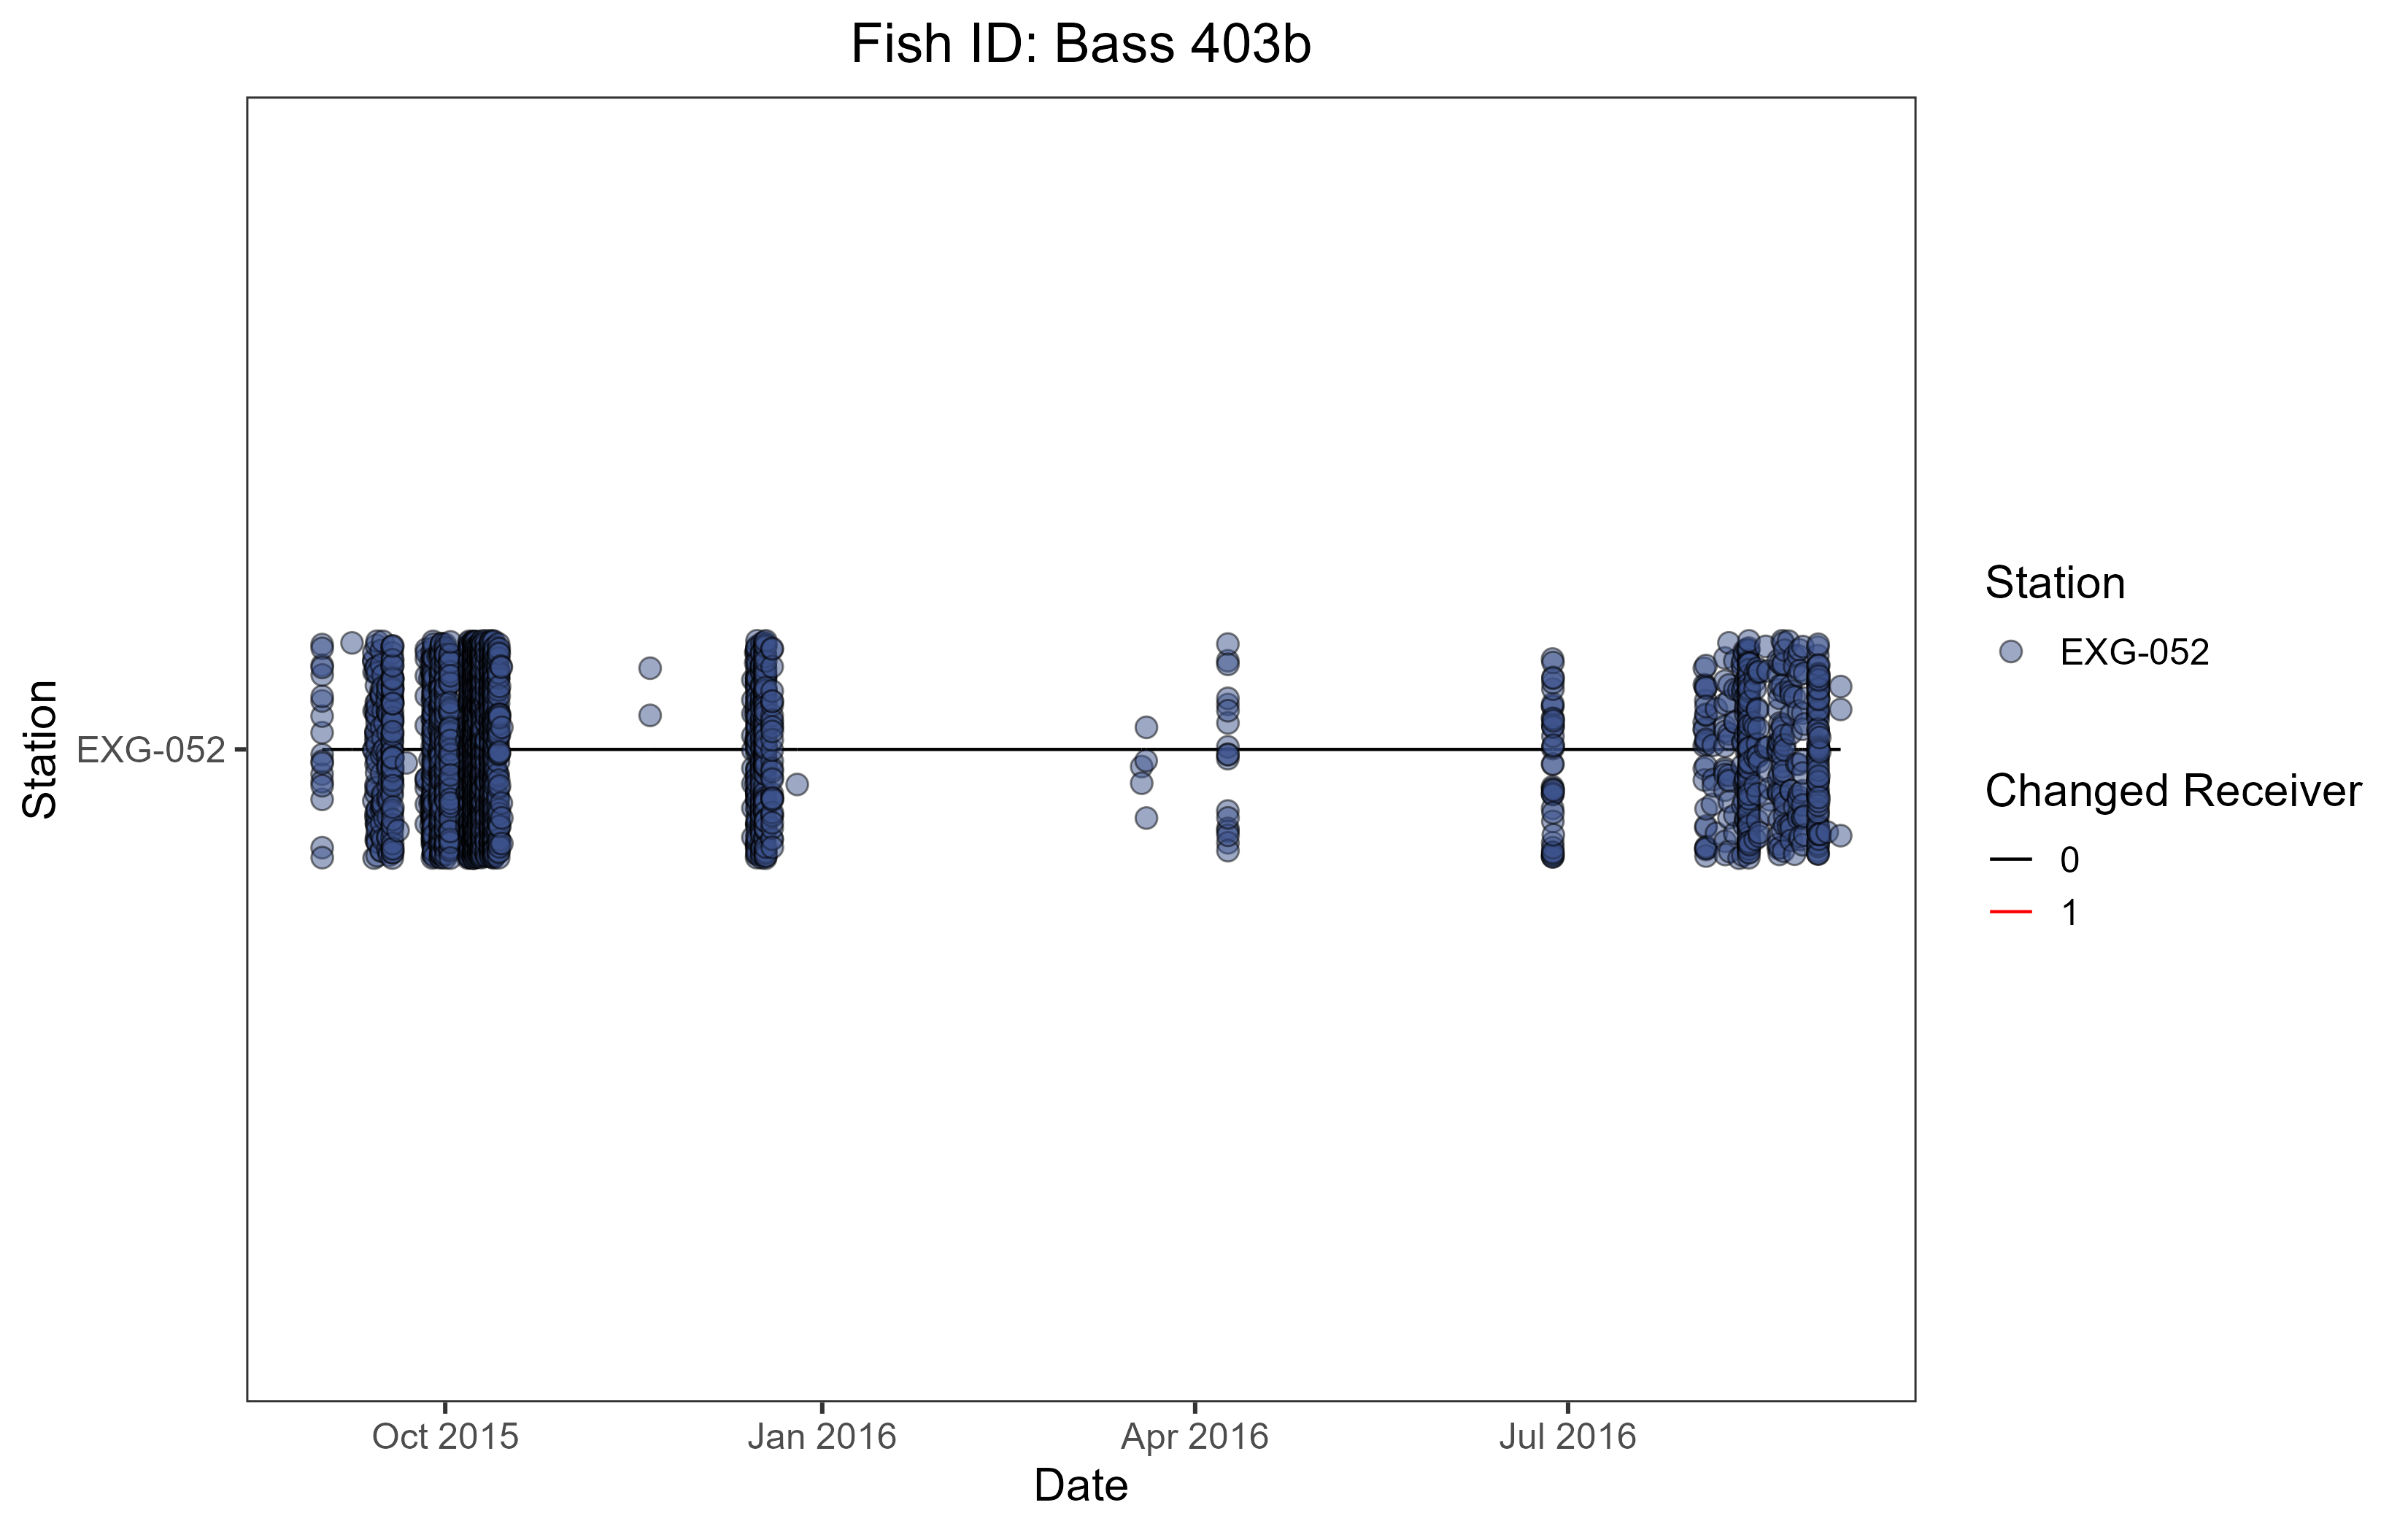 Fish ID: Bass 403b
Station
EXG-052
Oct 2015
Jan 2016
Apr 2016
Jul 2016
Date
Station
EXG-052
Changed Receiver
0
1